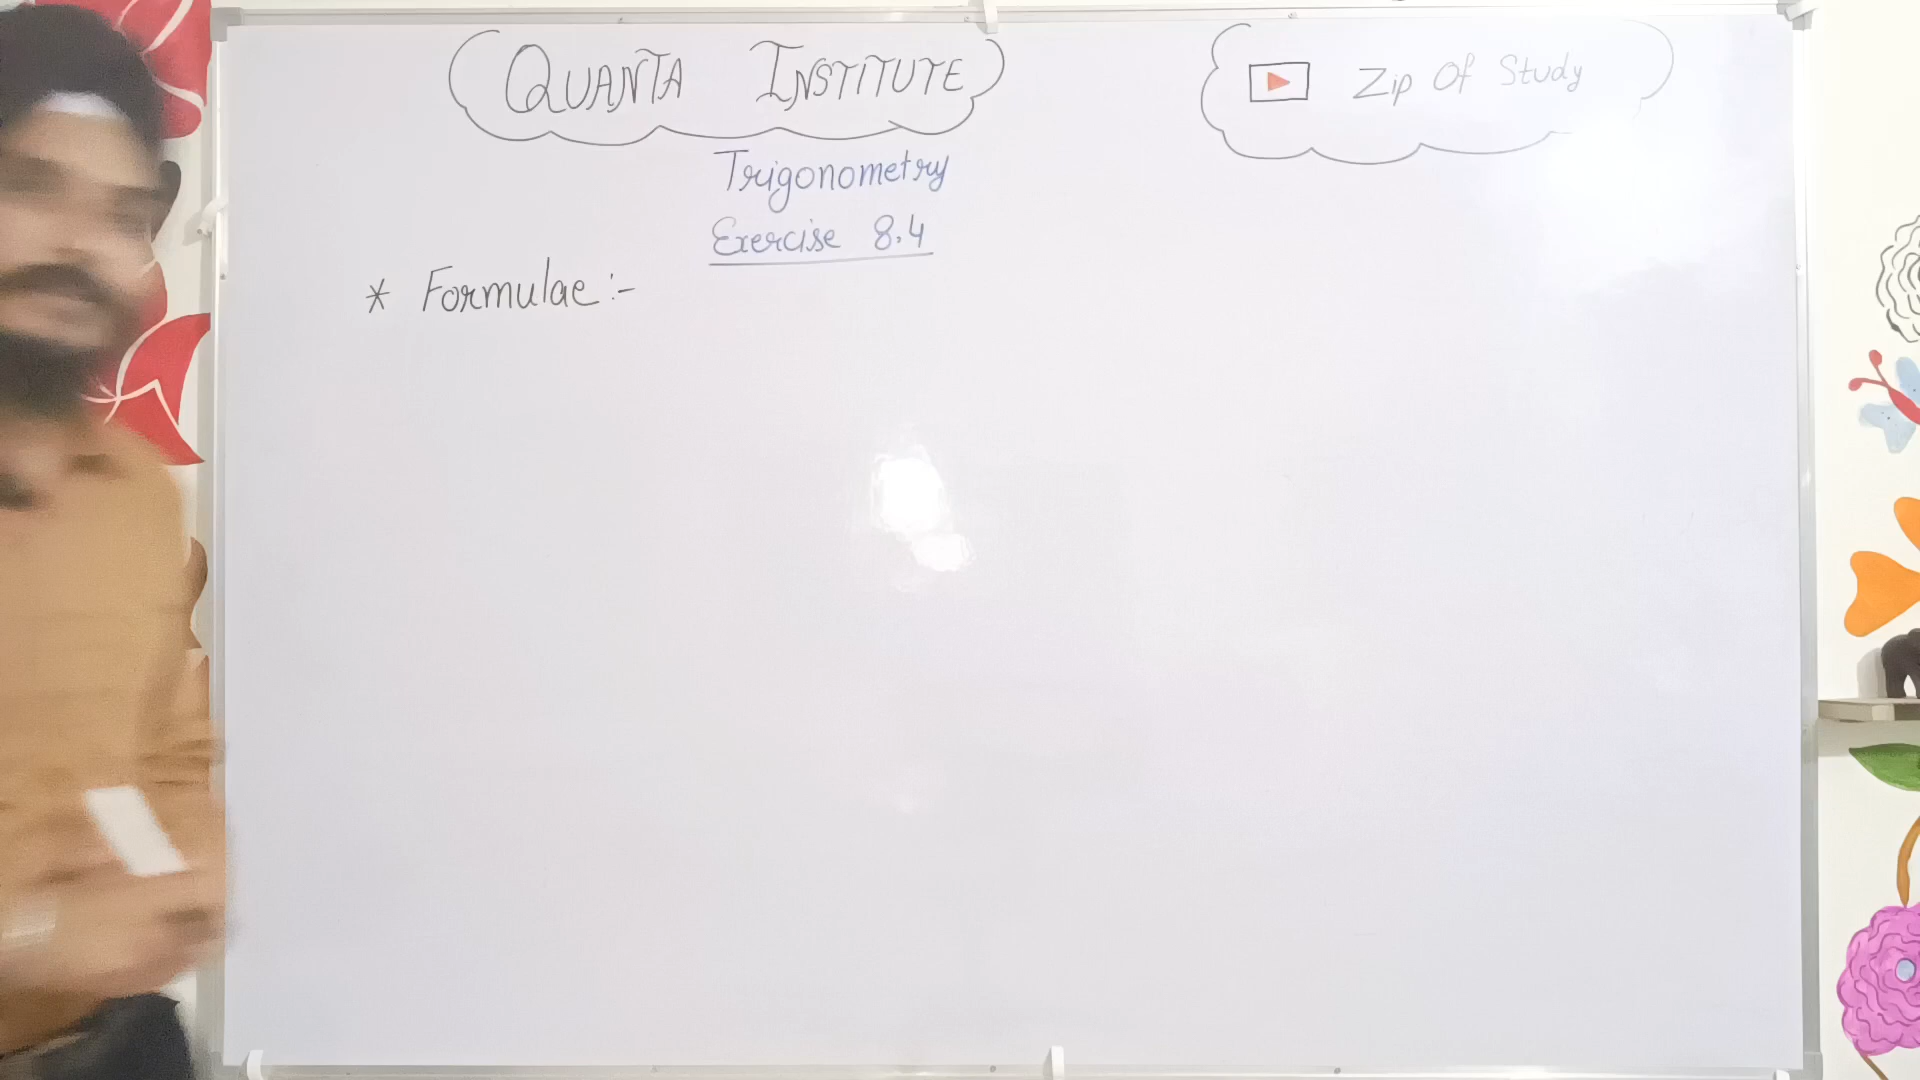 QUANTA INSTITUTE
Zip Of Study
Trigonometry
Exercise 8.4
* Formulae :-